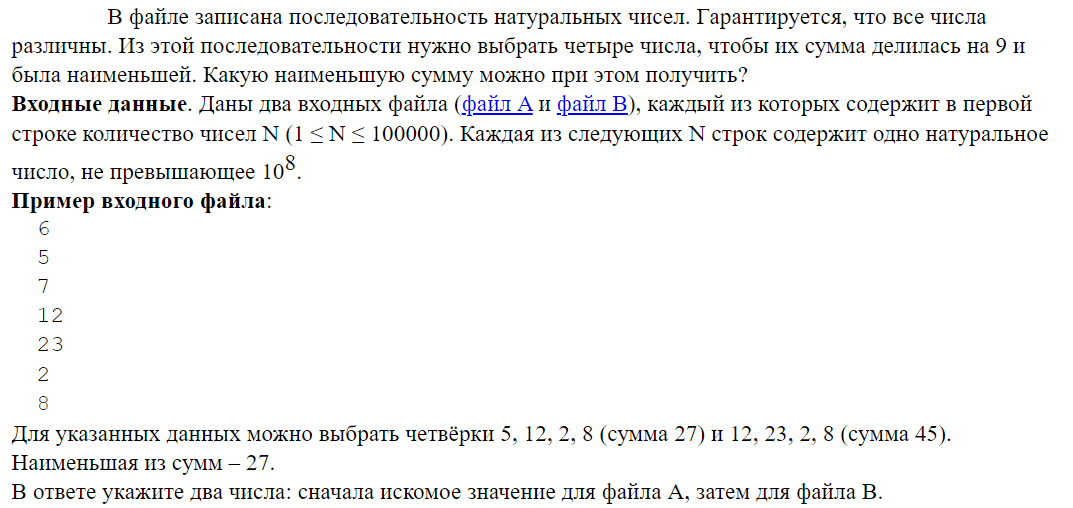 В файле записана последовательность натуральных чисел. Гарантируется, что все числа
различны. Из этой последовательности нужно выбрать четыре числа, чтобы их сумма делилась на 9 и
была наименьшей. Какую наименьшую сумму можно при этом получить?
Входные данные. Даны два входных файла (файл A и файл B), каждый из которых содержит в первой
строке количество чисел N (1 ≤ N ≤ 100000). Каждая из следующих N строк содержит одно натуральное
число, не превышающее 10⁸.
Пример входного файла:
6
5
7
12
23
2
8
Для указанных данных можно выбрать четвёрки 5, 12, 2, 8 (сумма 27) и 12, 23, 2, 8 (сумма 45).
Наименьшая из сумм – 27.
В ответе укажите два числа: сначала искомое значение для файла A, затем для файла B.